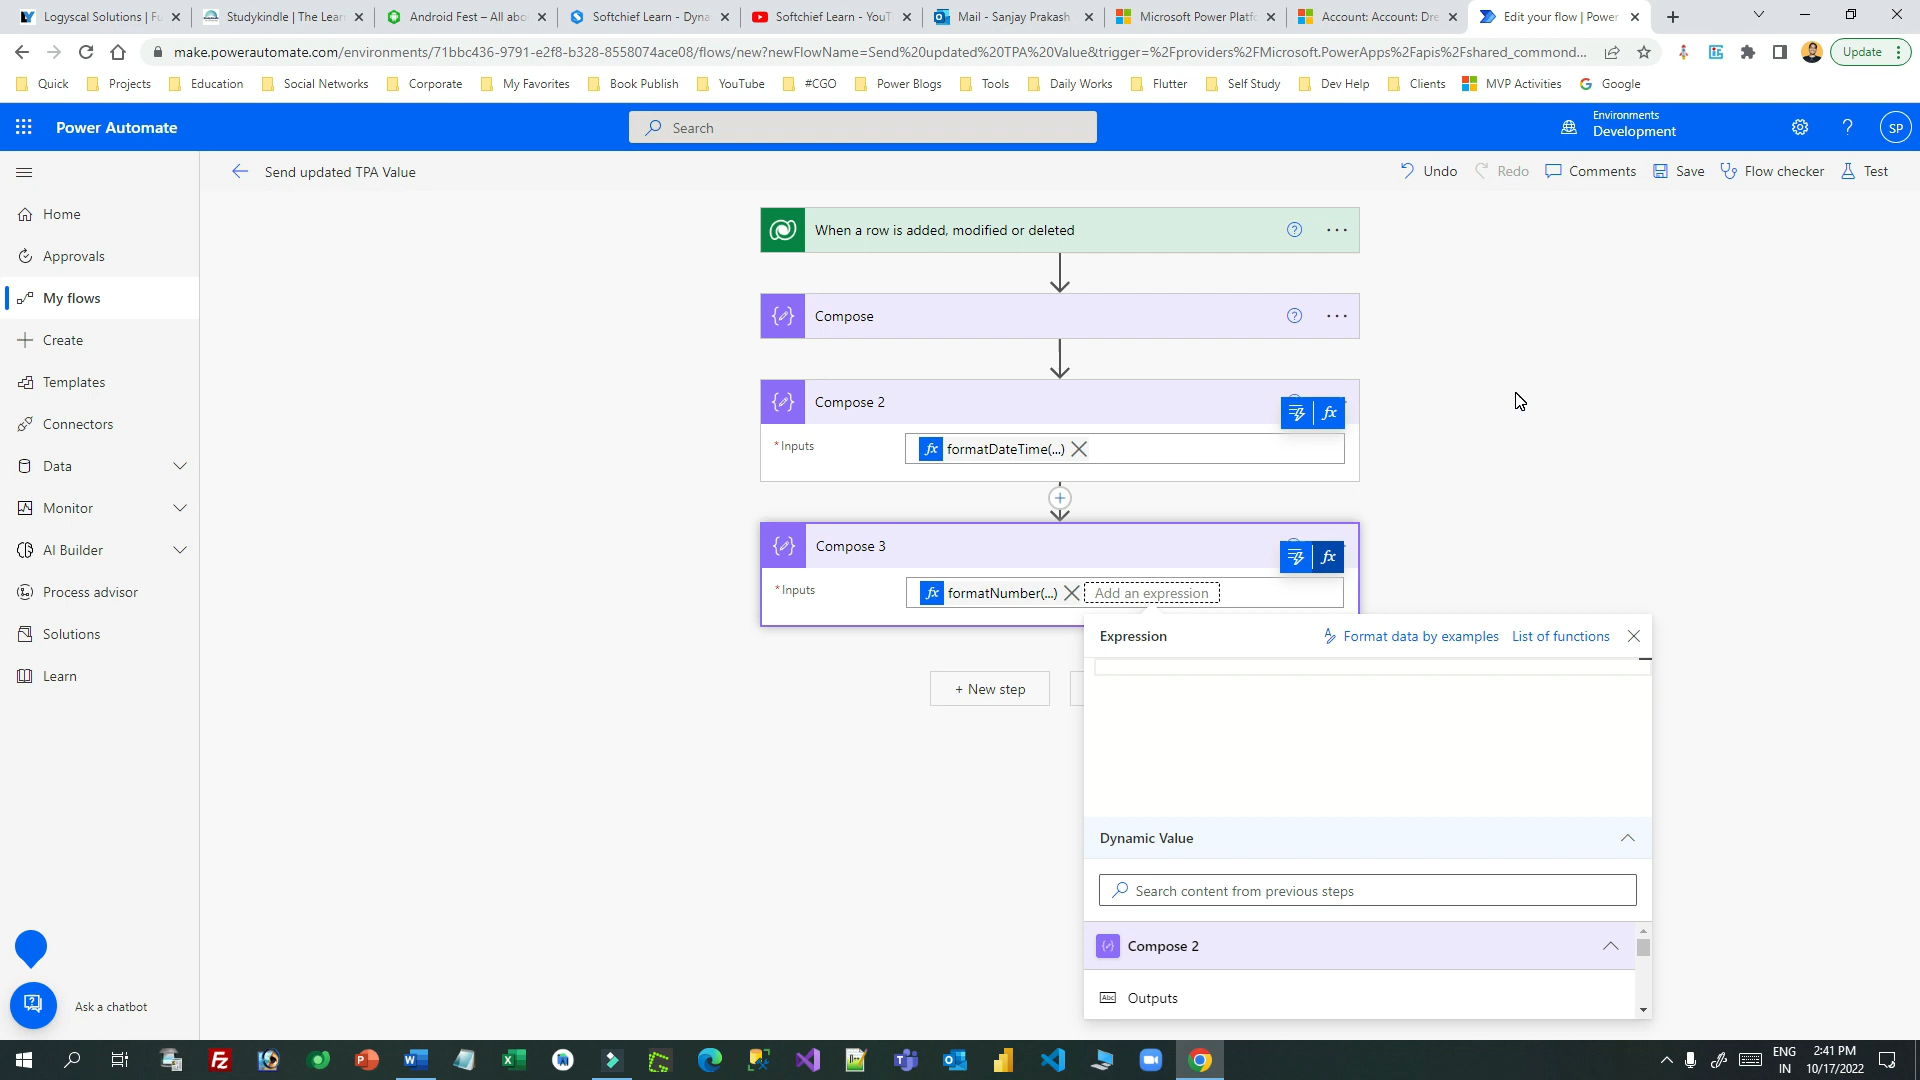 Logyscal Solutions | Fu
Studykindle | The Lear
Android Fest – All abo
Softchief Learn - Dyna
Softchief Learn - YouT
Mail - Sanjay Prakash
Microsoft Power Platfo
Account: Account: Dre
Edit your flow | Power
make.powerautomate.com/environments/71bbc436-9791-e2f8-b328-8558074ace08/flows/new?newFlowName=Send%20updated%20TPA%20Value&trigger=%2Fproviders%2FMicrosoft.PowerApps%2Fapis%2Fshared_commond...
Update
Quick
Projects
Education
Social Networks
Corporate
My Favorites
Book Publish
YouTube
#CGO
Power Blogs
Tools
Daily Works
Flutter
Self Study
Dev Help
Clients
MVP Activities
Google
Power Automate
Search
Environments
Development
SP
Send updated TPA Value
Undo
Redo
Comments
Save
Flow checker
Test
Home
Approvals
My flows
Create
Templates
Connectors
Data
Monitor
AI Builder
Process advisor
Solutions
Learn
Ask a chatbot
When a row is added, modified or deleted
Compose
Compose 2
fx
* Inputs
fx formatDateTime(...)
Compose 3
fx
* Inputs
fx formatNumber(...) Add an expression
+ New step
Expression
Format data by examples
List of functions
Dynamic Value
Search content from previous steps
Compose 2
Abc Outputs
ENG
IN
2:41 PM
10/17/2022